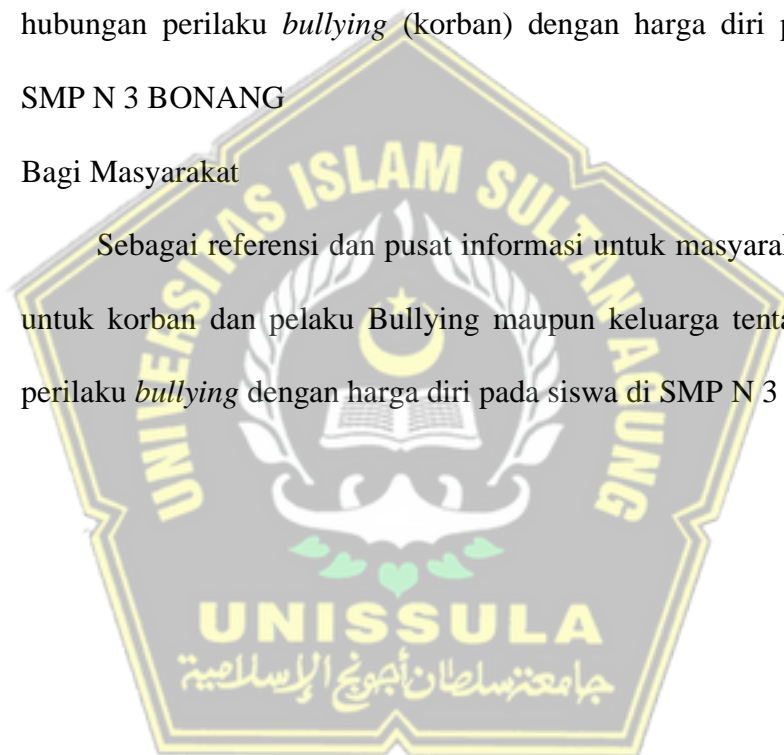 hubungan perilaku bullying (korban) dengan harga diri
SMP N 3 BONANG
Bagi Masyarakat
Sebagai referensi dan pusat informasi untuk
untuk korban dan pelaku Bullying maupun keluarga
perilaku bullying dengan harga diri pada siswa di SMP N 3
UNIVERSITAS ISLAM SULTAN AGUNG
UNISSULA
جامعة سلطان أجونج الإسلامية